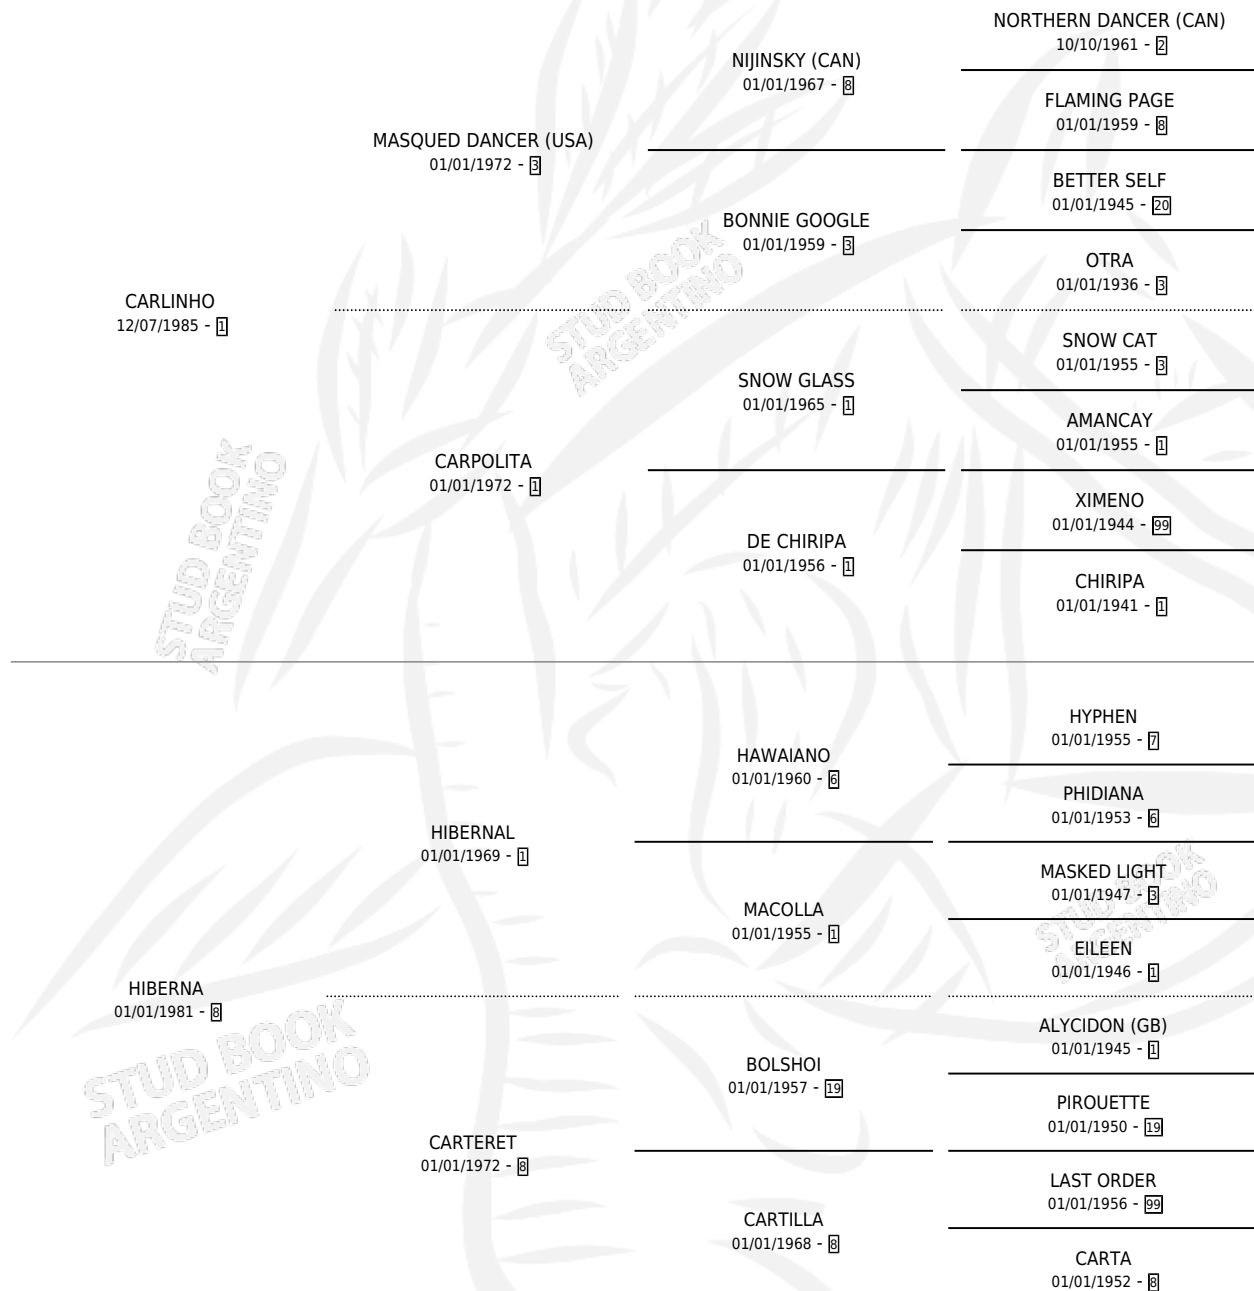 NORTHERN DANCER (CAN)
10/10/1961 - 2
NIJINSKY (CAN)
01/01/1967 - 8
FLAMING PAGE
01/01/1959 - 8
MASQUED DANCER (USA)
01/01/1972 - 3
BETTER SELF
01/01/1945 - 20
BONNIE GOOGLE
01/01/1959 - 3
OTRA
01/01/1936 - 3
CARLINHO
12/07/1985 - 1
SNOW CAT
01/01/1955 - 3
SNOW GLASS
01/01/1965 - 1
AMANCAY
01/01/1955 - 1
CARPOLITA
01/01/1972 - 1
XIMENO
01/01/1944 - 99
DE CHIRIPA
01/01/1956 - 1
CHIRIPA
01/01/1941 - 1
HYPHEN
01/01/1955 - 7
HAWAIANO
01/01/1960 - 6
PHIDIANA
01/01/1953 - 6
HIBERNAL
01/01/1969 - 1
MASKED LIGHT
01/01/1947 - 3
MACOLLA
01/01/1955 - 1
EILEEN
01/01/1946 - 1
HIBERNA
01/01/1981 - 8
ALYCIDON (GB)
01/01/1945 - 1
BOLSHOI
01/01/1957 - 19
PIROUETTE
01/01/1950 - 19
CARTERET
01/01/1972 - 8
LAST ORDER
01/01/1956 - 99
CARTILLA
01/01/1968 - 8
CARTA
01/01/1952 - 8
STUD BOOK
ARGENTINO
STUD BOOK
ARGENTINO
STUD BOOK
ARGENTINO
STUD BOOK
ARGENTINO